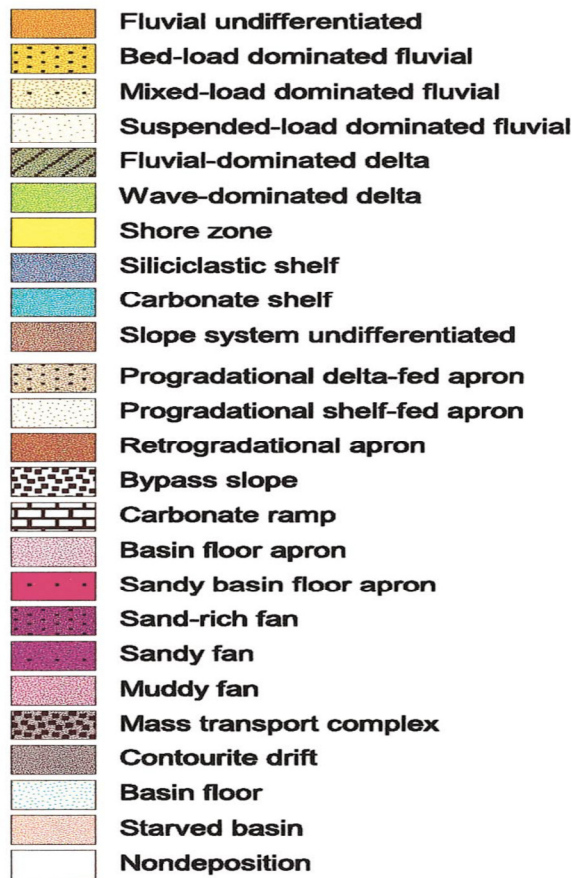 Fluvial undifferentiated
Bed-load dominated fluvial
Mixed-load dominated fluvial
Suspended-load dominated fluvial
Fluvial-dominated delta
Wave-dominated delta
Shore zone
Siliciclastic shelf
Carbonate shelf
Slope system undifferentiated
Progradational delta-fed apron
Progradational shelf-fed apron
Retrogradational apron
Bypass slope
Carbonate ramp
Basin floor apron
Sandy basin floor apron
Sand-rich fan
Sandy fan
Muddy fan
Mass transport complex
Contourite drift
Basin floor
Starved basin
Nondeposition